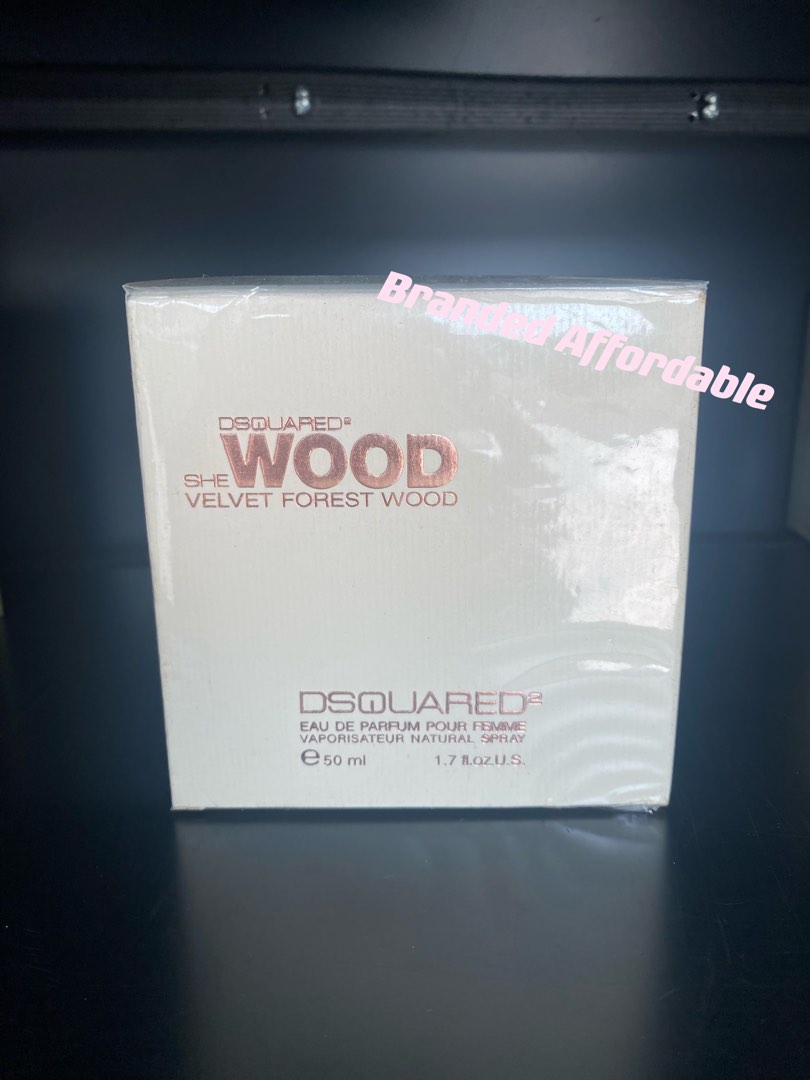 Branded Affordable
DSQUARED²
SHE WOOD
VELVET FOREST WOOD
DSQUARED²
EAU DE PARFUM POUR FEMME
VAPORISATEUR NATURAL SPRAY
e 50 ml 1.7 fl.oz.U.S.